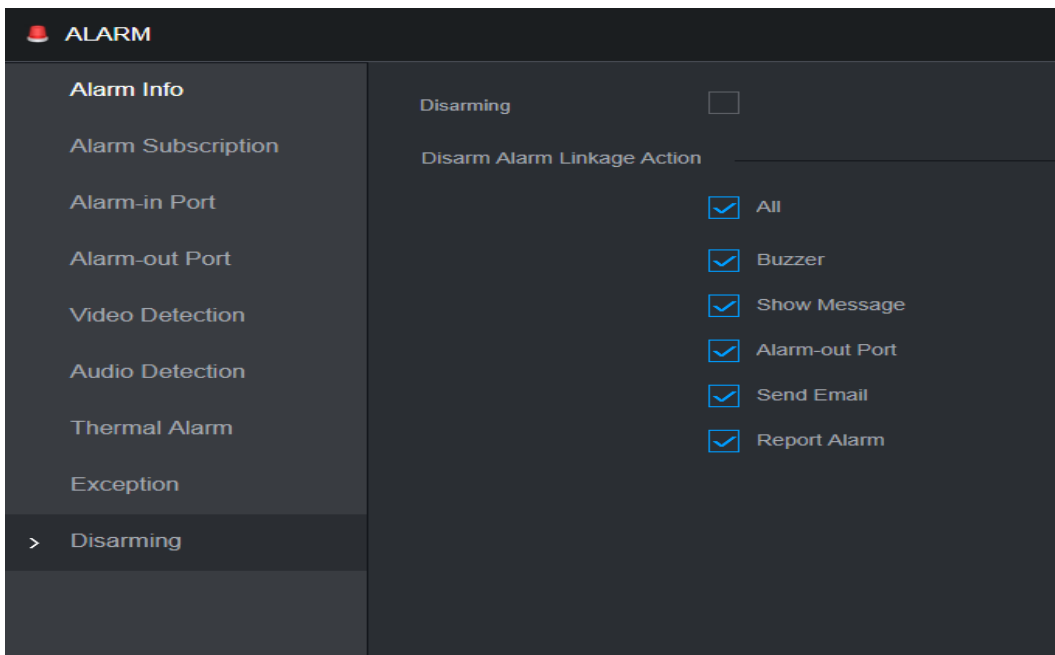 ALARM
Alarm Info
Alarm Subscription
Alarm-in Port
Alarm-out Port
Video Detection
Audio Detection
Thermal Alarm
Exception
> Disarming
Disarming
Disarm Alarm Linkage Action
All
Buzzer
Show Message
Alarm-out Port
Send Email
Report Alarm